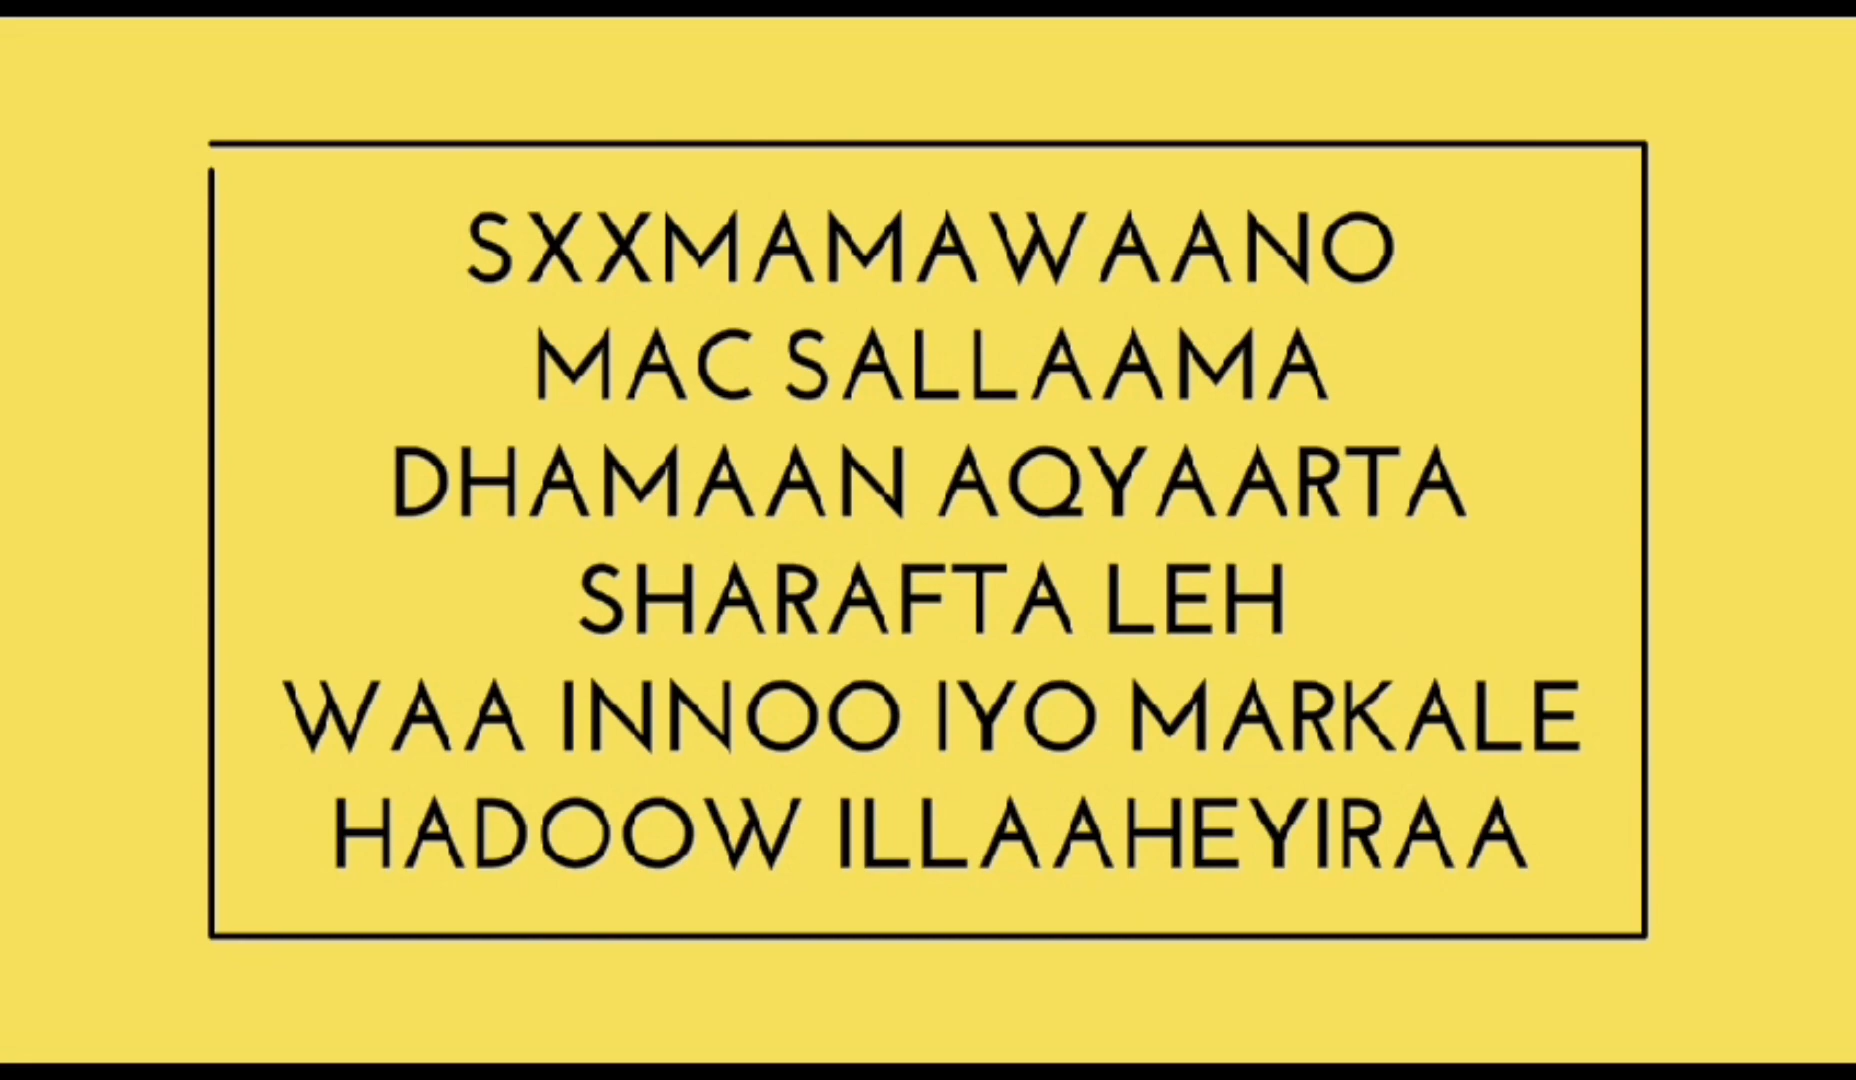 SXXMAMAWAANO
MAC SALLAAMA
DHAMAAN AQYAARTA
SHARAFTA LEH
WAA INNOO IYO MARKALE
HADOOW ILLAAHEYIRAA